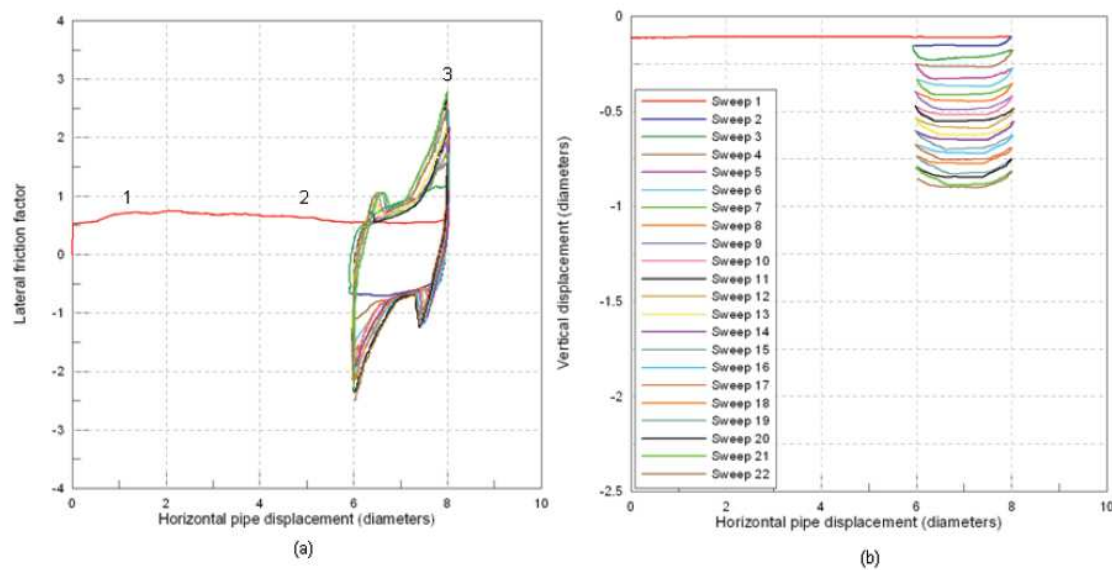 4
3
2
1
0
-1
-2
-3
-4
Lateral friction factor
1
2
3
0
2
4
6
8
10
Horizontal pipe displacement (diameters)
(a)
0
-0.5
-1
-1.5
-2
-2.5
Vertical displacement (diameters)
Sweep 1
Sweep 2
Sweep 3
Sweep 4
Sweep 5
Sweep 6
Sweep 7
Sweep 8
Sweep 9
Sweep 10
Sweep 11
Sweep 12
Sweep 13
Sweep 14
Sweep 15
Sweep 16
Sweep 17
Sweep 18
Sweep 19
Sweep 20
Sweep 21
Sweep 22
0
2
4
6
8
10
Horizontal pipe displacement (diameters)
(b)